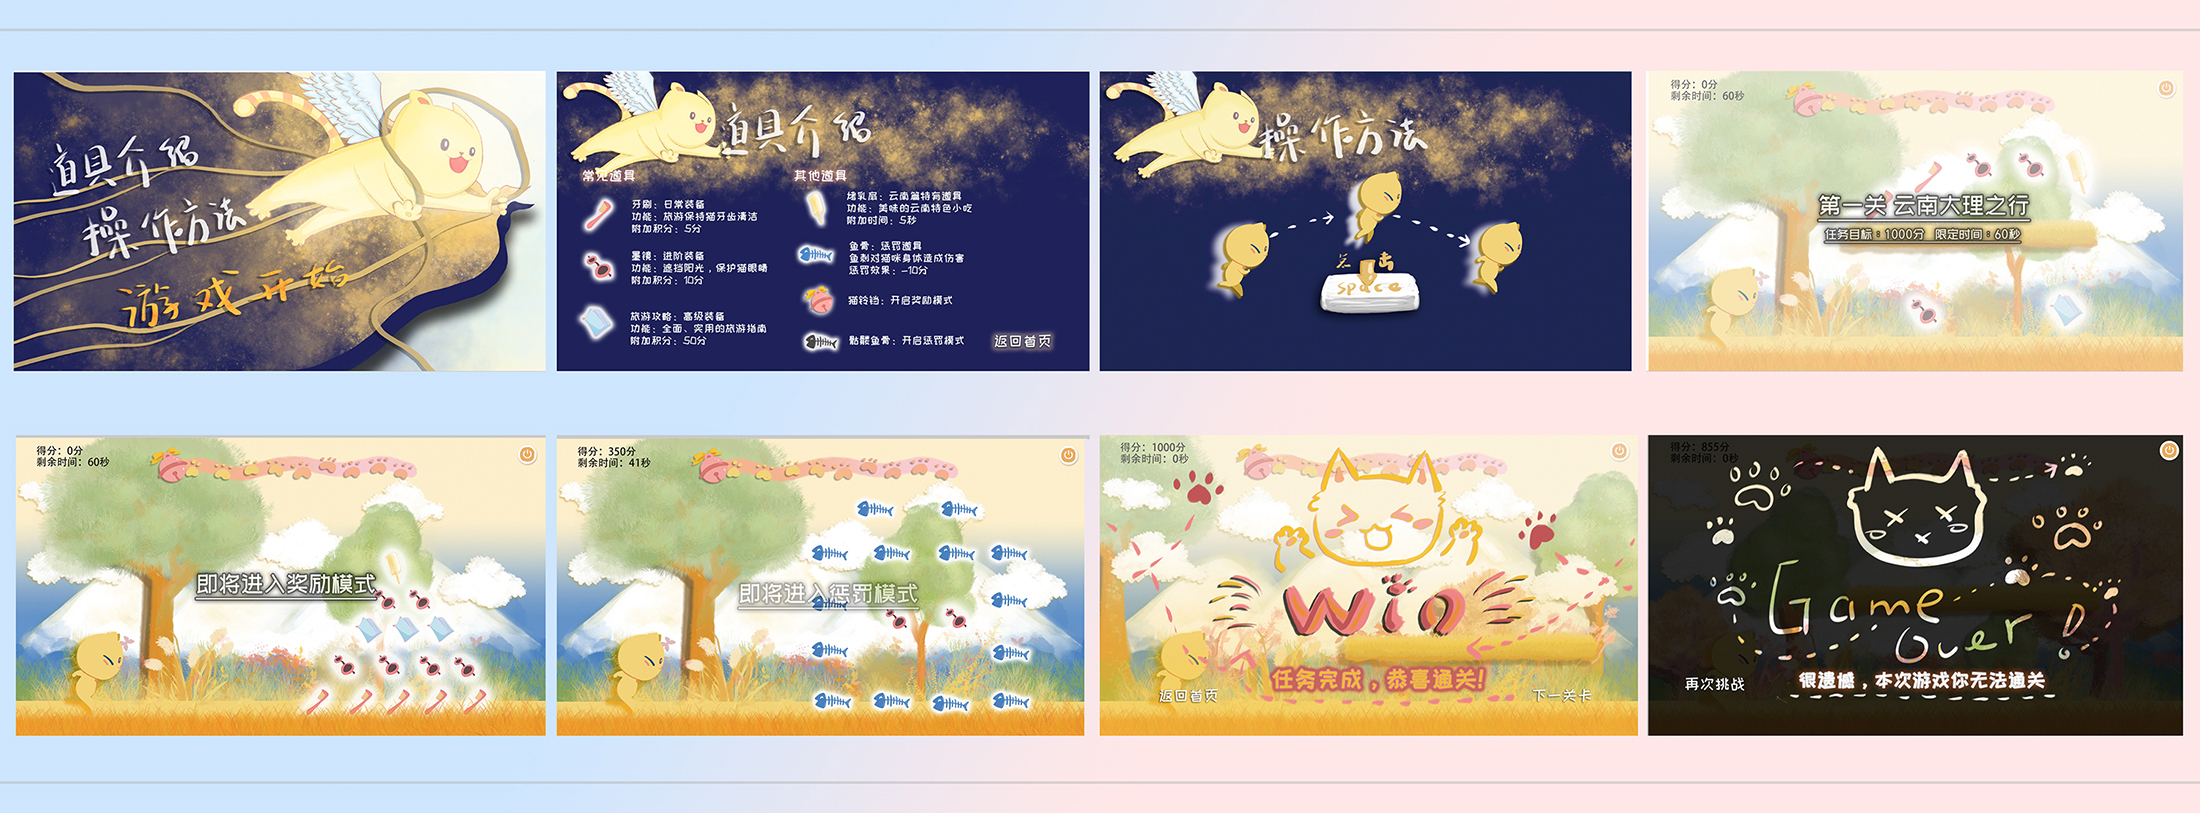 道具介绍
操作方法
游戏开始
道具介绍
常见道具
牙刷：日常装备
功能：旅游保持猫牙齿清洁
附加积分：5分
墨镜：进阶装备
功能：遮挡阳光，保护猫眼睛
附加积分：10分
旅游攻略：高级装备
功能：全面、实用的旅游指南
附加积分：50分
其他道具
烤乳扇：云南篇特有道具
功能：美味的云南特色小吃
附加时间：5秒
鱼骨：惩罚道具
鱼刺对猫咪身体造成伤害
惩罚效果：-10分
猫铃铛：开启奖励模式
骷髅鱼骨：开启惩罚模式
返回首页
操作方法
点击
space
得分：0分
剩余时间：60秒
第一关 云南大理之行
任务目标：1000分 限定时间：60秒
得分：0分
剩余时间：60秒
即将进入奖励模式
得分：350分
剩余时间：41秒
即将进入惩罚模式
得分：1000分
剩余时间：0秒
win
任务完成，恭喜通关！
返回首页
下一关卡
得分：855分
剩余时间：0秒
Game
Over
很遗憾，本次游戏你无法通关
再次挑战